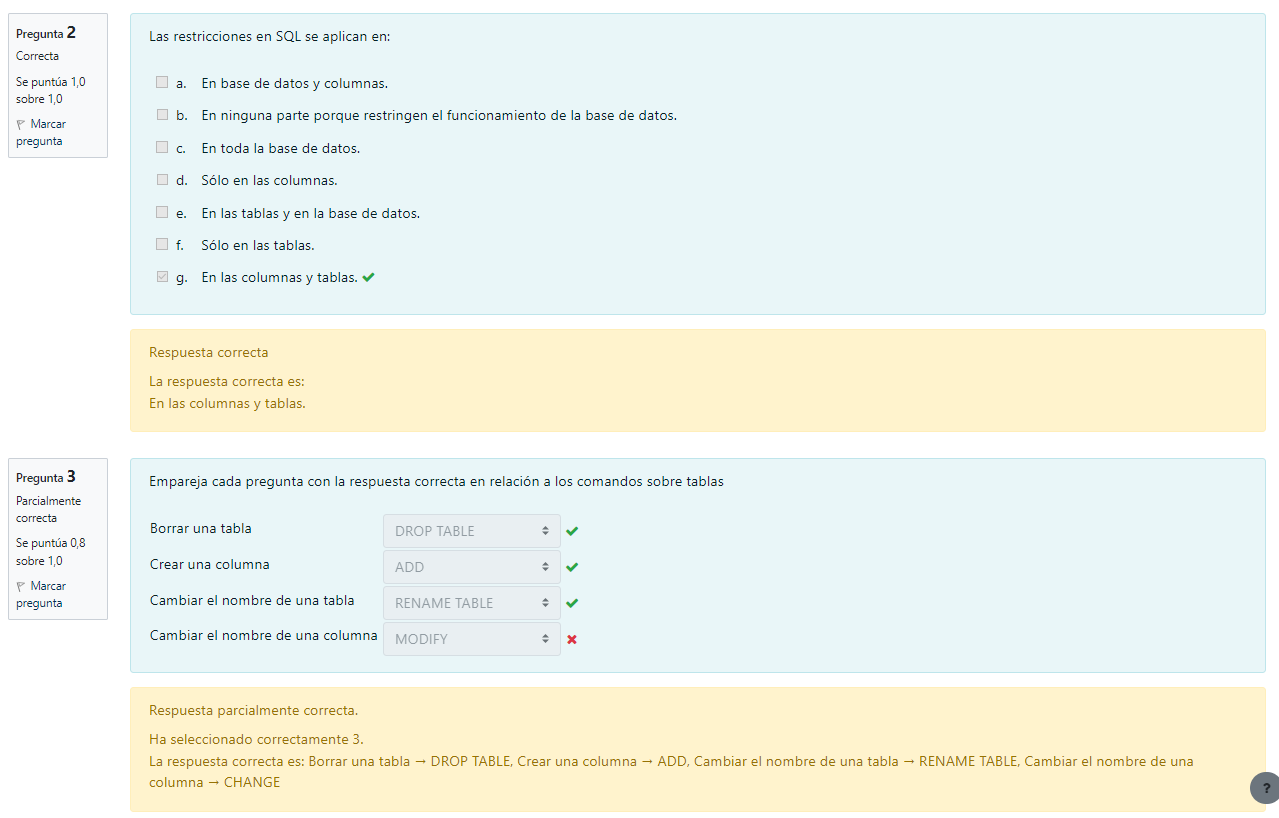 Pregunta 2
Correcta
Se puntúa 1,0
sobre 1,0
Marcar
pregunta
Las restricciones en SQL se aplican en:
a. En base de datos y columnas.
b. En ninguna parte porque restringen el funcionamiento de la base de datos.
c. En toda la base de datos.
d. Sólo en las columnas.
e. En las tablas y en la base de datos.
f. Sólo en las tablas.
g. En las columnas y tablas.
Respuesta correcta
La respuesta correcta es:
En las columnas y tablas.
Pregunta 3
Parcialmente
correcta
Se puntúa 0,8
sobre 1,0
Marcar
pregunta
Empareja cada pregunta con la respuesta correcta en relación a los comandos sobre tablas
Borrar una tabla DROP TABLE
Crear una columna ADD
Cambiar el nombre de una tabla RENAME TABLE
Cambiar el nombre de una columna MODIFY
Respuesta parcialmente correcta.
Ha seleccionado correctamente 3.
La respuesta correcta es: Borrar una tabla → DROP TABLE, Crear una columna → ADD, Cambiar el nombre de una tabla → RENAME TABLE, Cambiar el nombre de una
columna → CHANGE
?